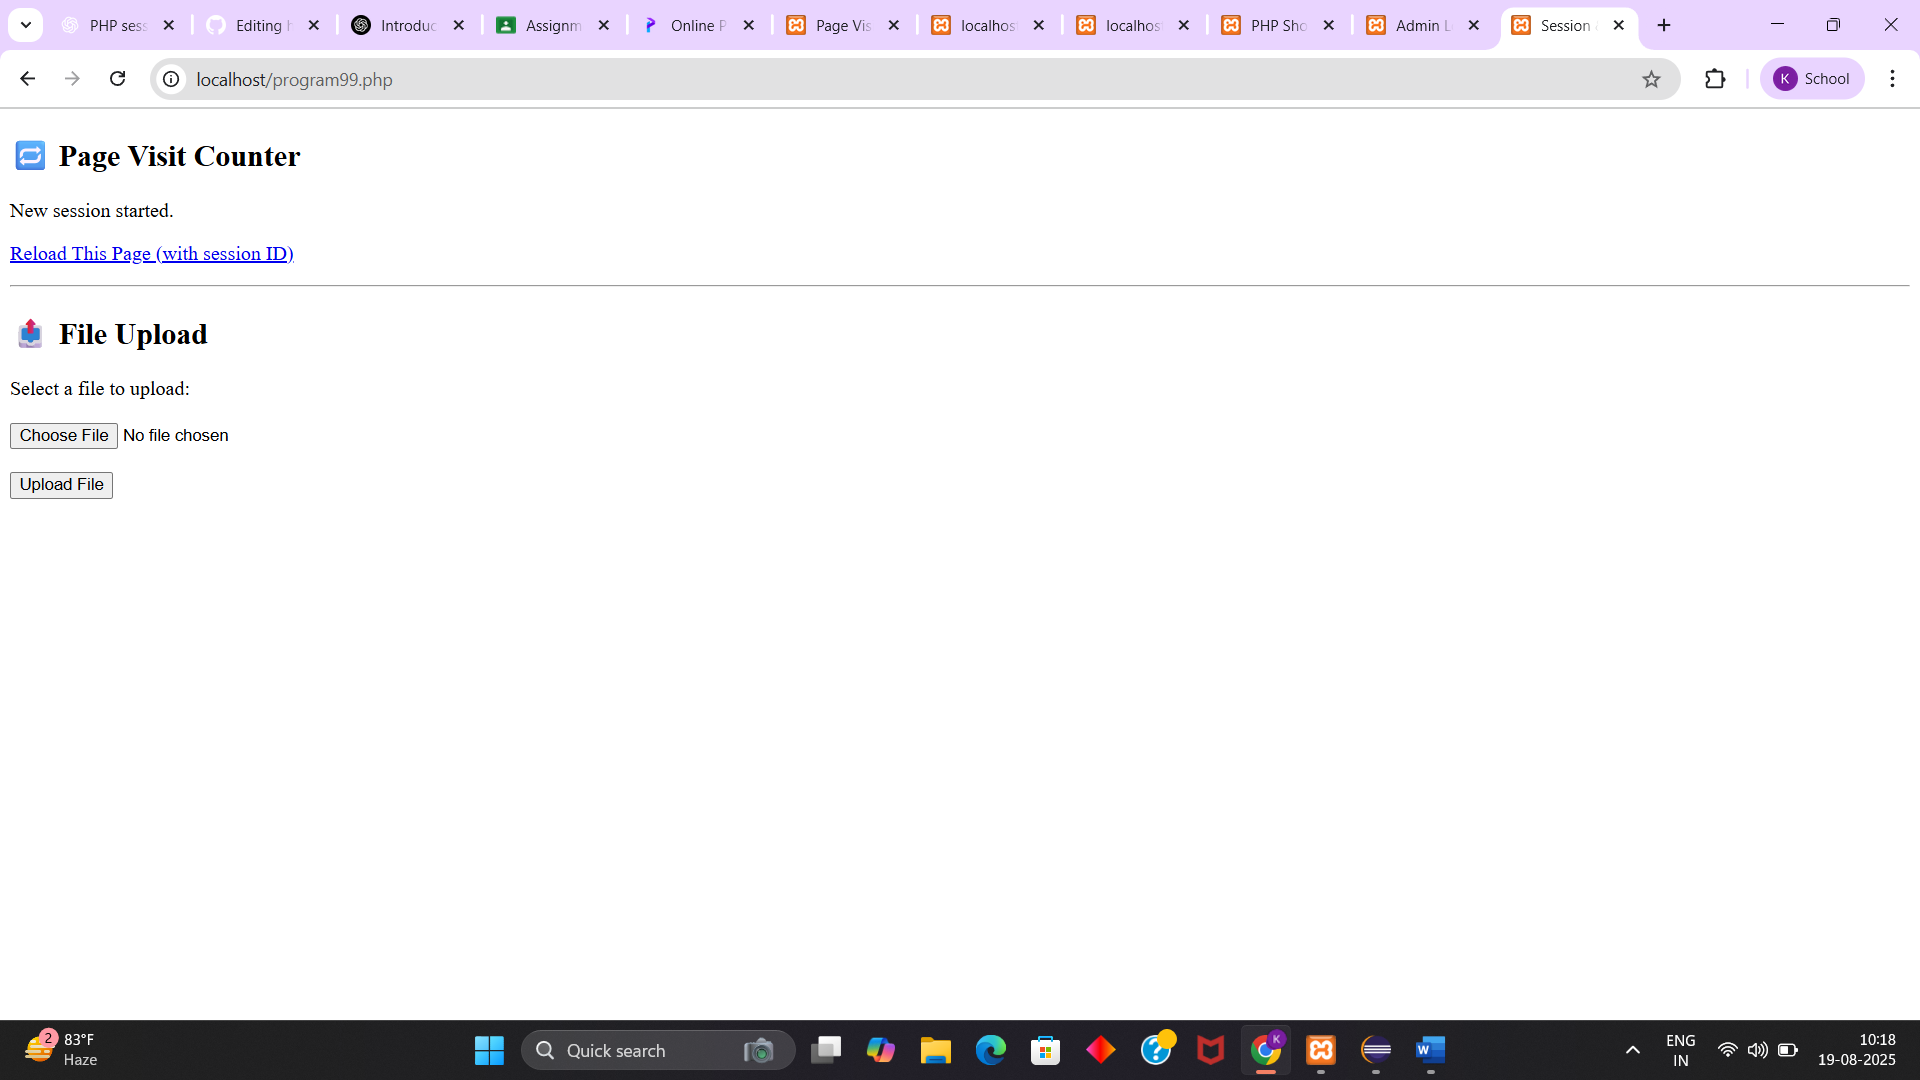 PHP sess
Editing h
Introduc
Assignm
Online P
Page Vis
localhos
localhos
PHP Sho
Admin L
Session
localhost/program99.php
K School
Page Visit Counter
New session started.
Reload This Page (with session ID)
File Upload
Select a file to upload:
Choose File No file chosen
Upload File
2
83°F
Haze
Quick search
K
W
ENG
IN
10:18
19-08-2025